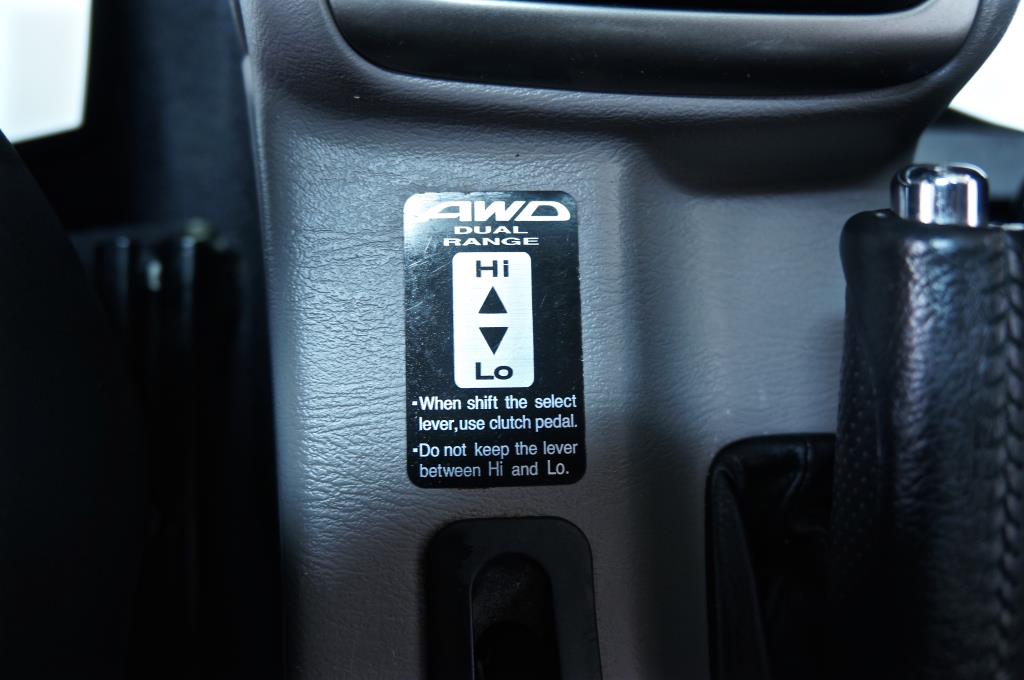 AWD
DUAL
RANGE
Hi
Lo
▪When shift the select
lever,use clutch pedal.
▪Do not keep the lever
between Hi and Lo.